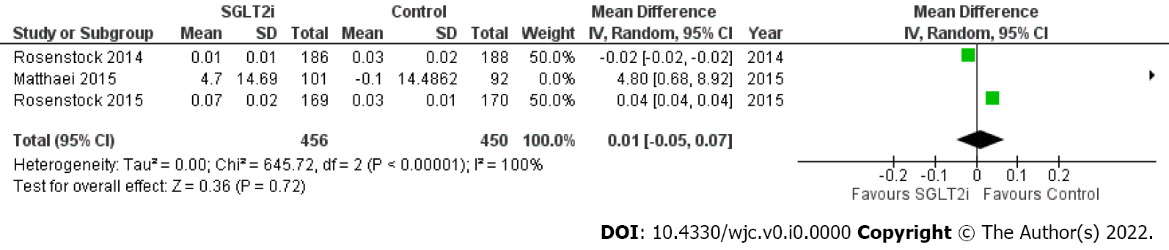 SGLT2i Control Mean Difference Mean Difference
Study or Subgroup Mean SD Total Mean SD Total Weight IV, Random, 95% CI Year IV, Random, 95% CI
Rosenstock 2014 0.01 0.01 186 0.03 0.02 188 50.0% -0.02 [-0.02, -0.02] 2014
Matthaei 2015 4.7 14.69 101 -0.1 14.4862 92 0.0% 4.80 [0.68, 8.92] 2015
Rosenstock 2015 0.07 0.02 169 0.03 0.01 170 50.0% 0.04 [0.04, 0.04] 2015
Total (95% CI) 456 450 100.0% 0.01 [-0.05, 0.07]
Heterogeneity: Tau² = 0.00; Chi² = 645.72, df = 2 (P < 0.00001); I² = 100%
Test for overall effect: Z = 0.36 (P = 0.72)
-0.2 -0.1 0 0.1 0.2
Favours SGLT2i Favours Control
DOI: 10.4330/wjc.v0.i0.0000 Copyright © The Author(s) 2022.